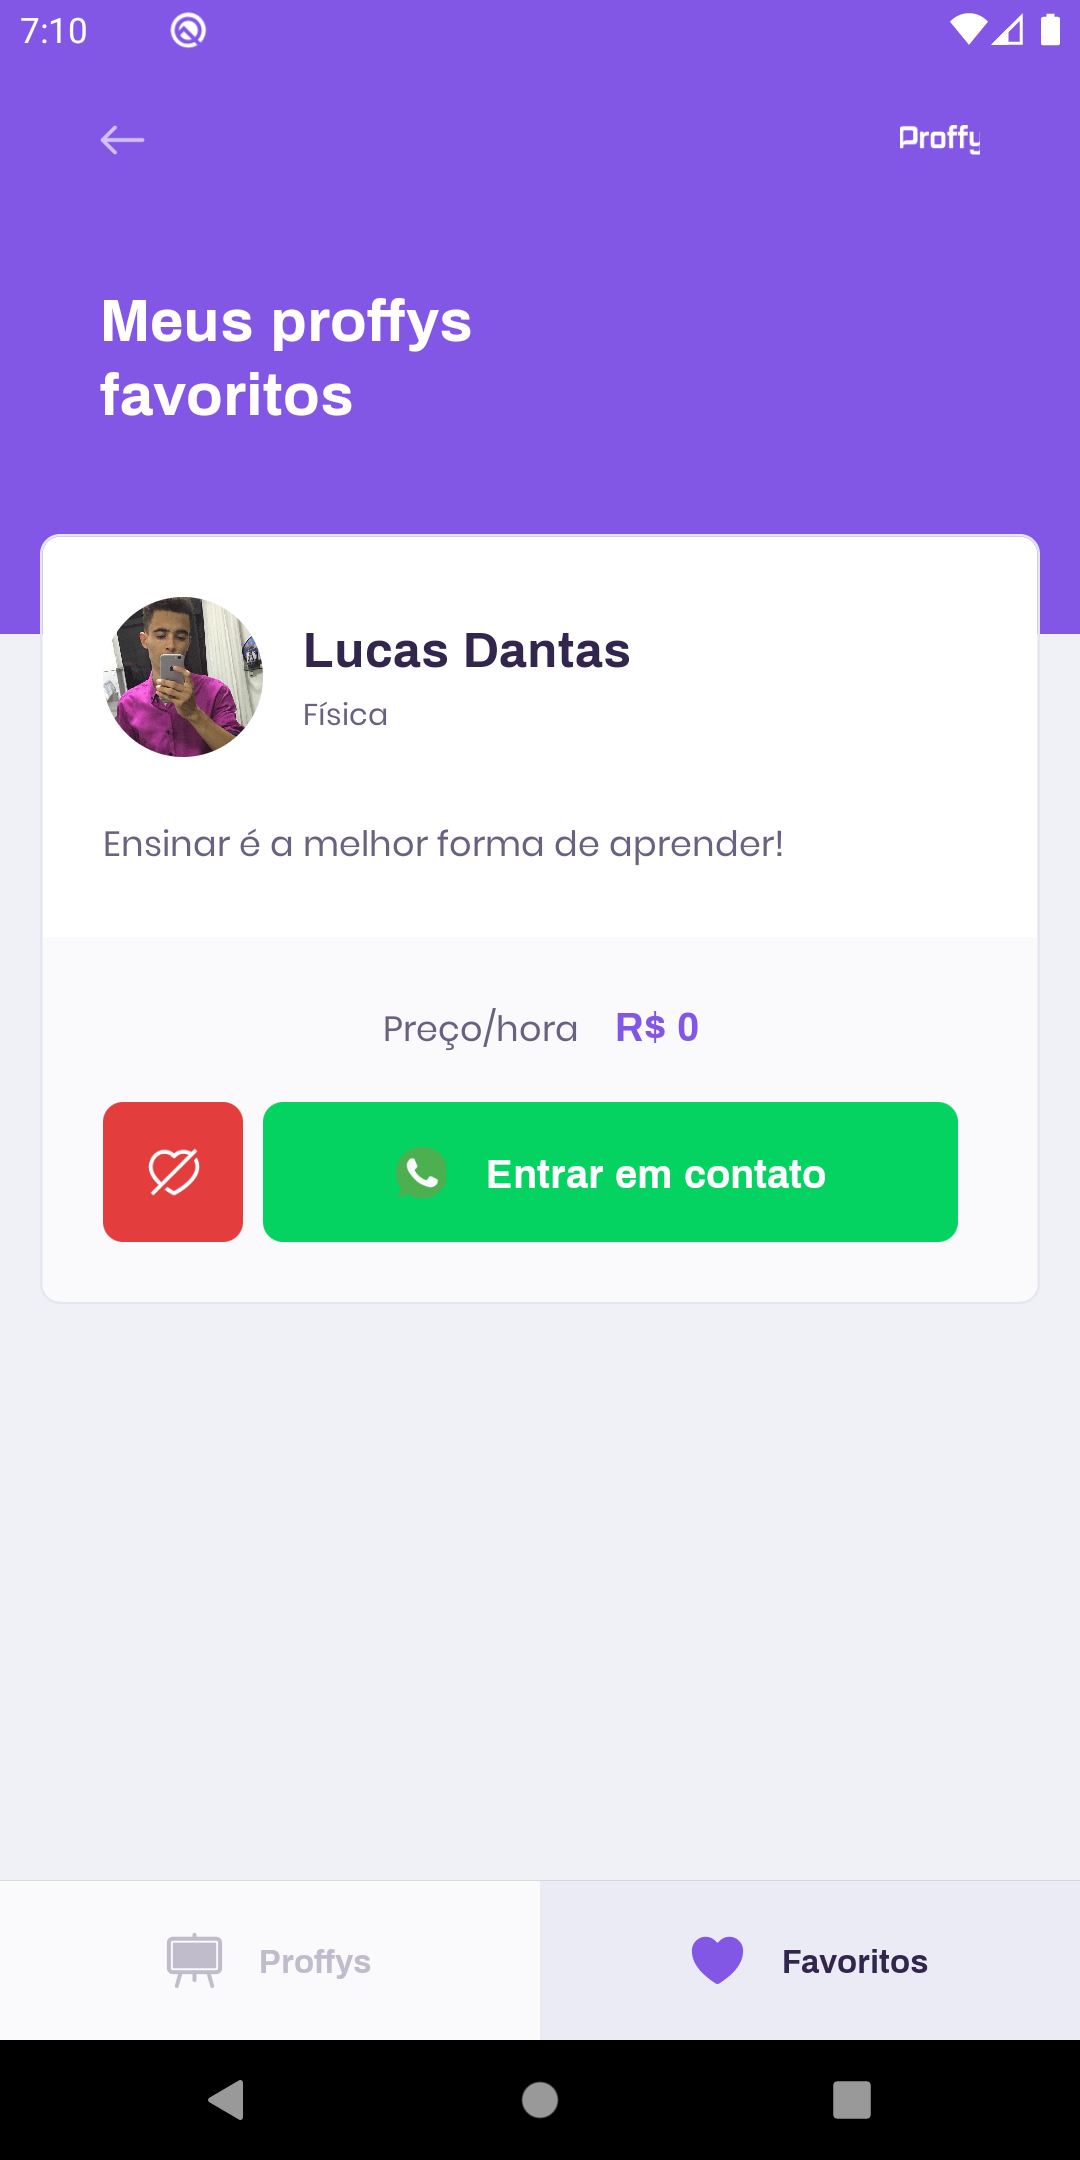 7:10
Proffy
Meus proffys
favoritos
Lucas Dantas
Física
Ensinar é a melhor forma de aprender!
Preço/hora R$ 0
Entrar em contato
Proffys
Favoritos